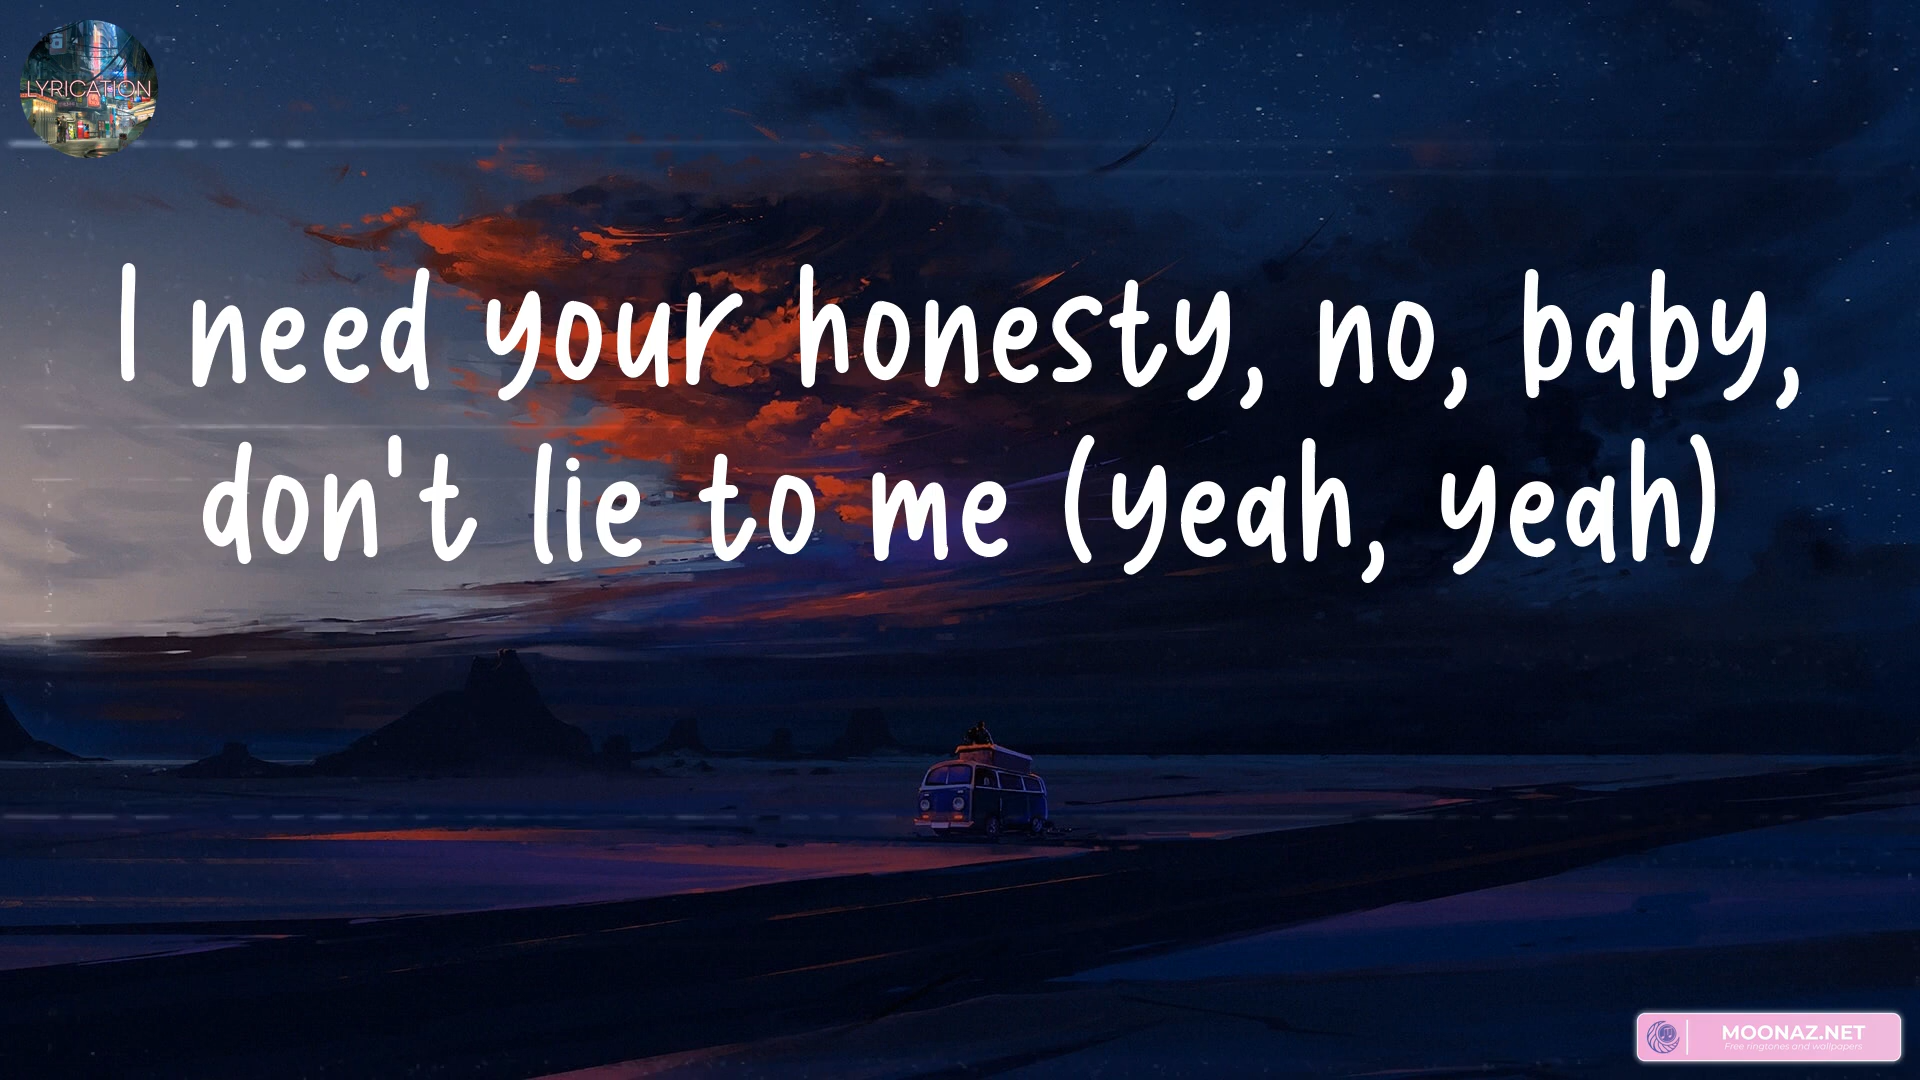 LYRICATION
I need your honesty, no, baby,
don't lie to me (yeah, yeah)
MOONAZ.NET
Free ringtones and wallpapers